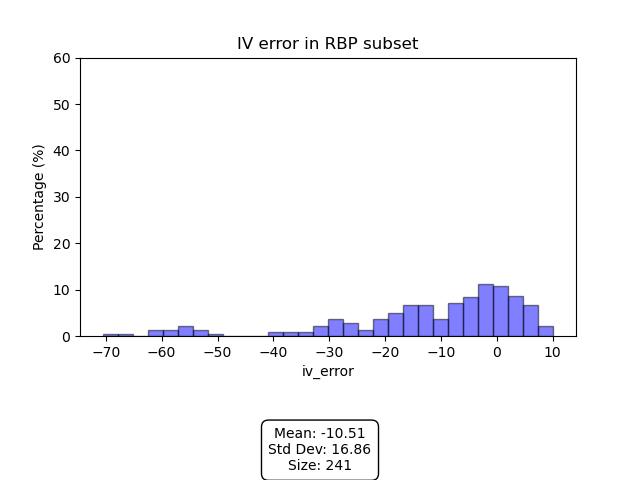 IV error in RBP subset
60
50
40
30
20
10
0
Percentage (%)
−70 −60 −50 −40 −30 −20 −10 0 10
iv_error
Mean: -10.51
Std Dev: 16.86
Size: 241